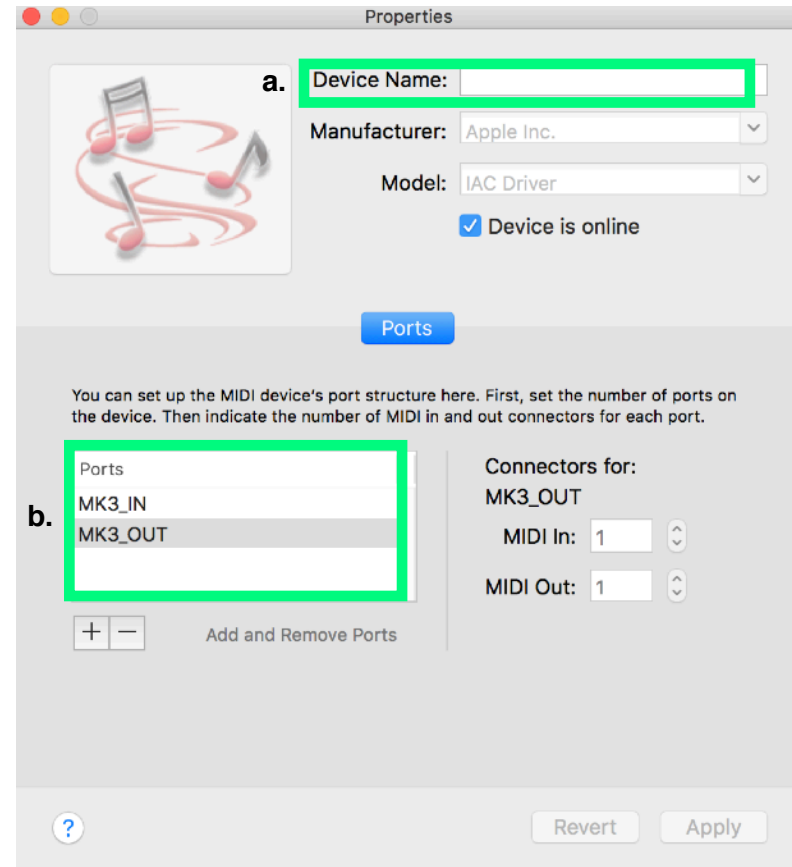 Properties
a.
Device Name:
Manufacturer: Apple Inc.
Model: IAC Driver
Device is online
Ports
You can set up the MIDI device's port structure here. First, set the number of ports on
the device. Then indicate the number of MIDI in and out connectors for each port.
b.
Ports
MK3_IN
MK3_OUT
+ −
Add and Remove Ports
Connectors for:
MK3_OUT
MIDI In: 1
MIDI Out: 1
?
Revert
Apply